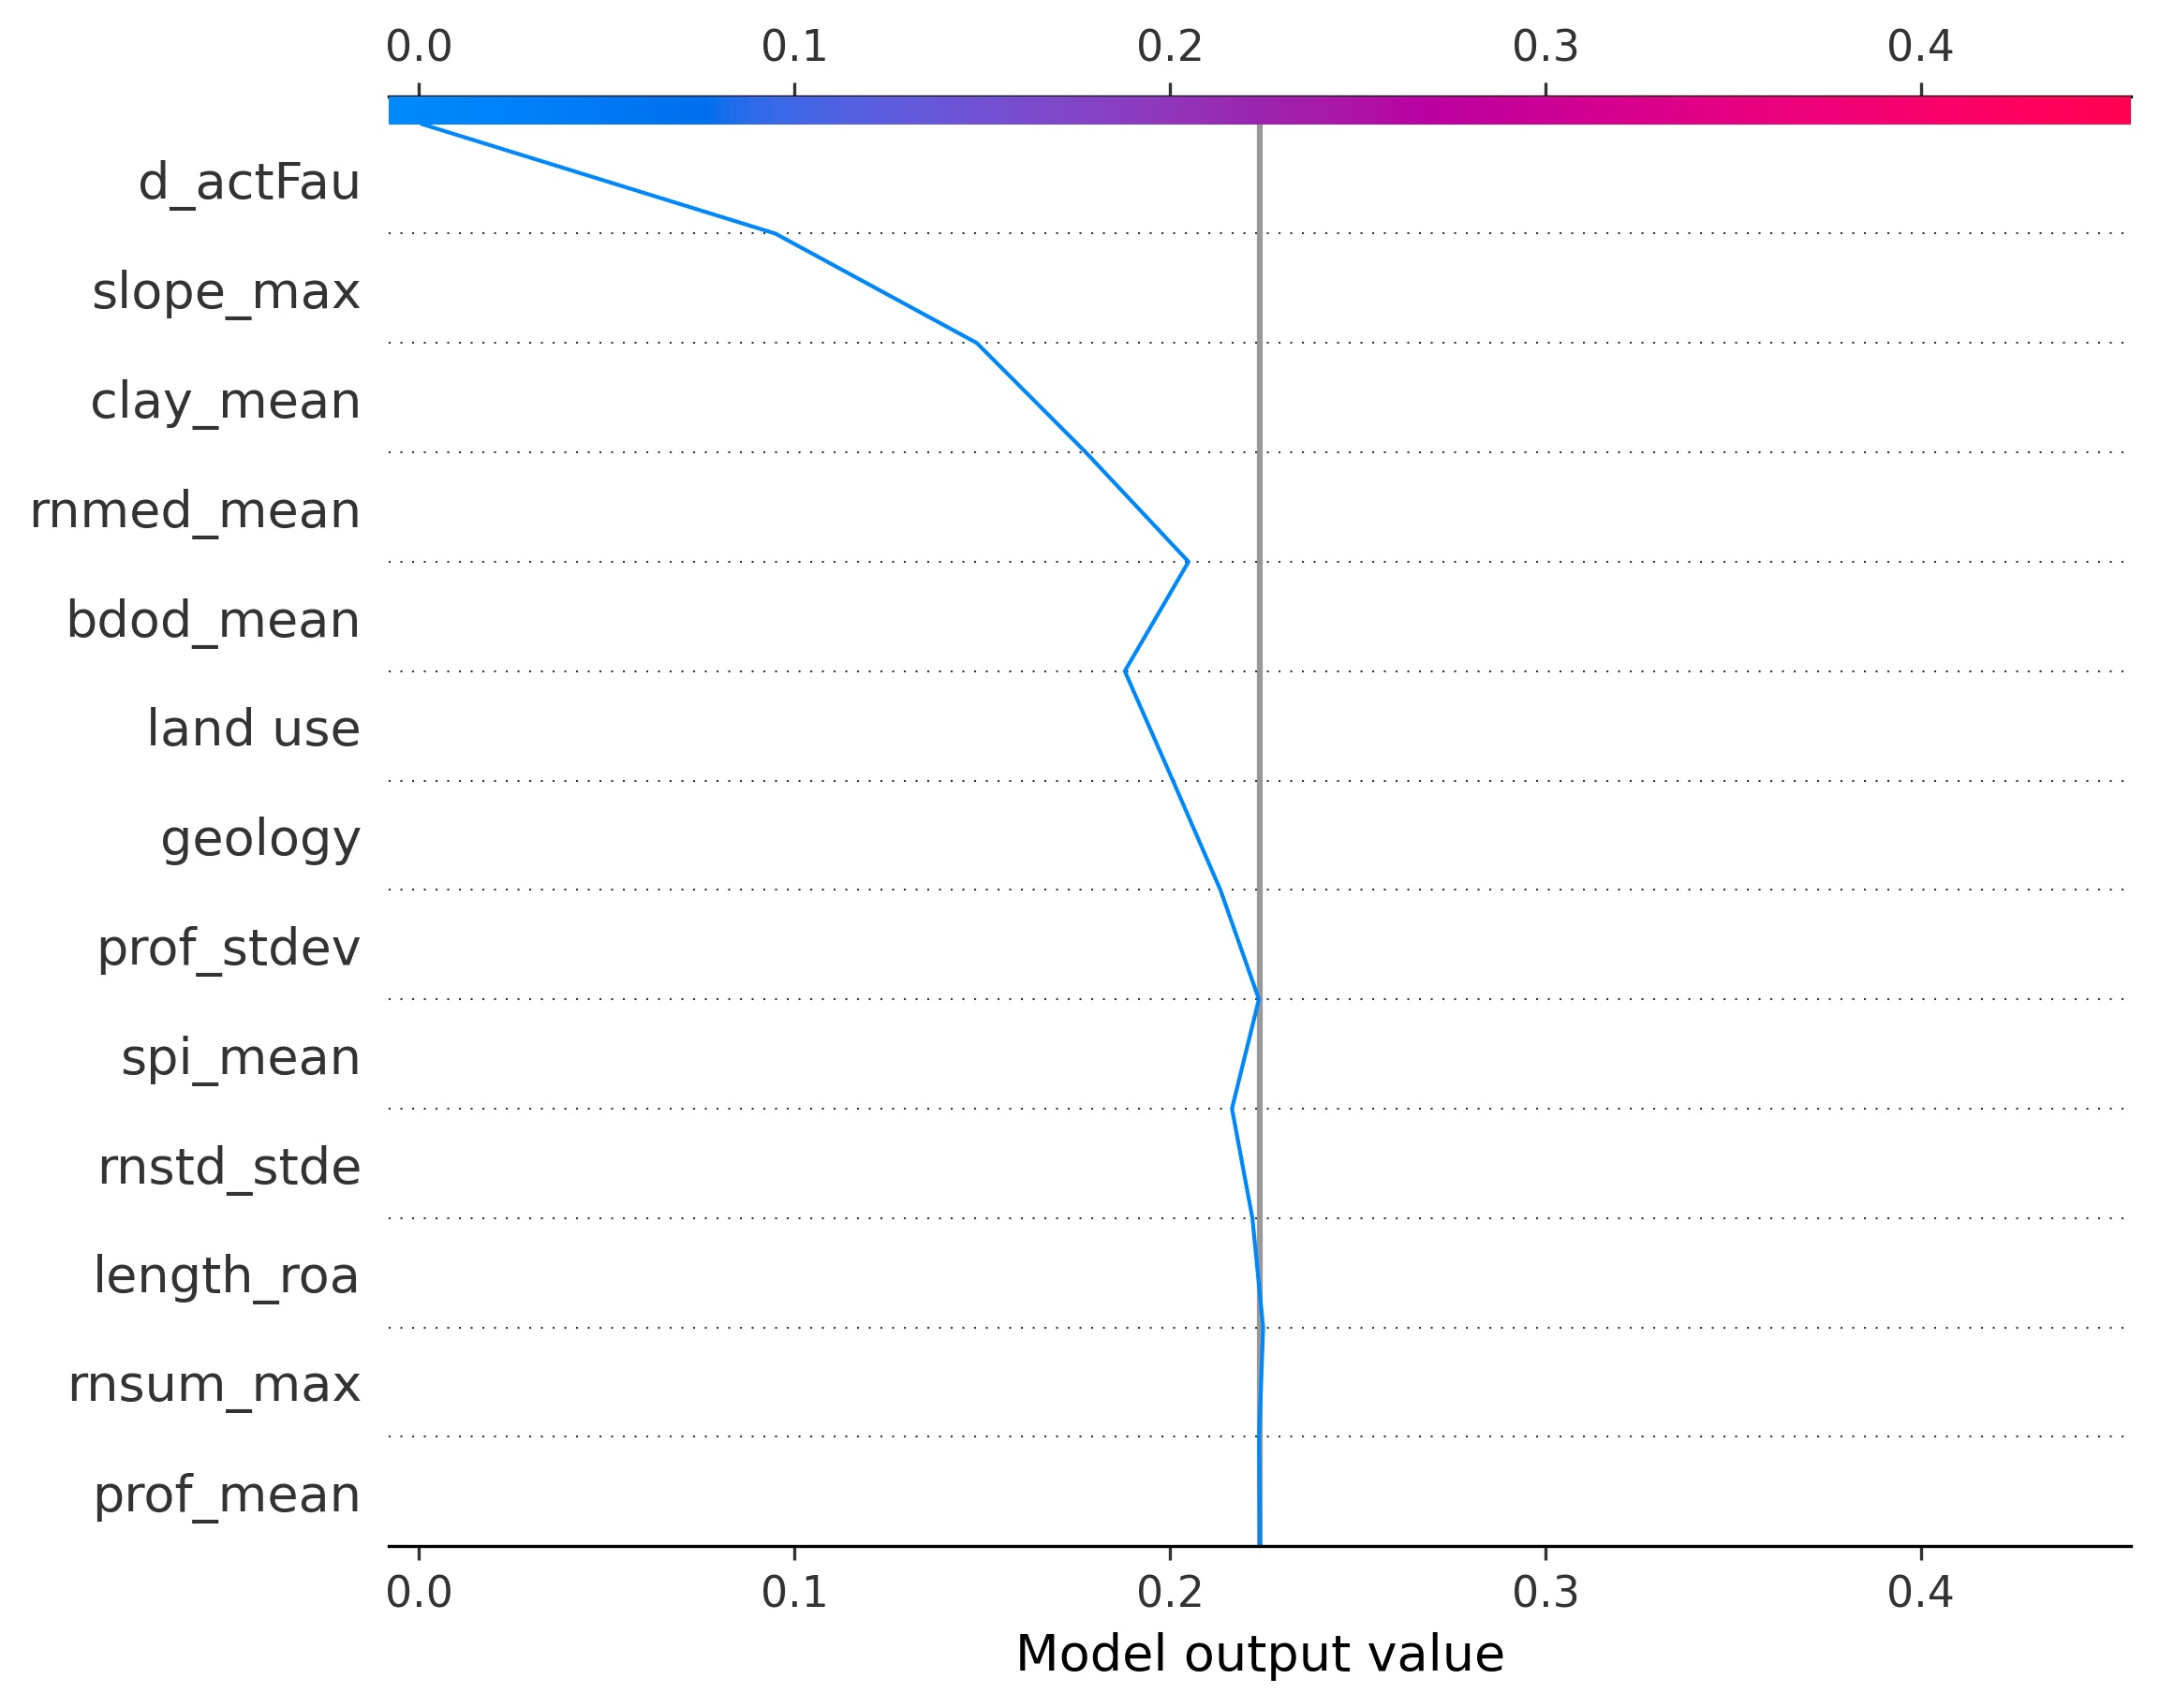 0.0 0.1 0.2 0.3 0.4
d_actFau
slope_max
clay_mean
rnmed_mean
bdod_mean
land use
geology
prof_stdev
spi_mean
rnstd_stde
length_roa
rnsum_max
prof_mean
0.0 0.1 0.2 0.3 0.4
Model output value